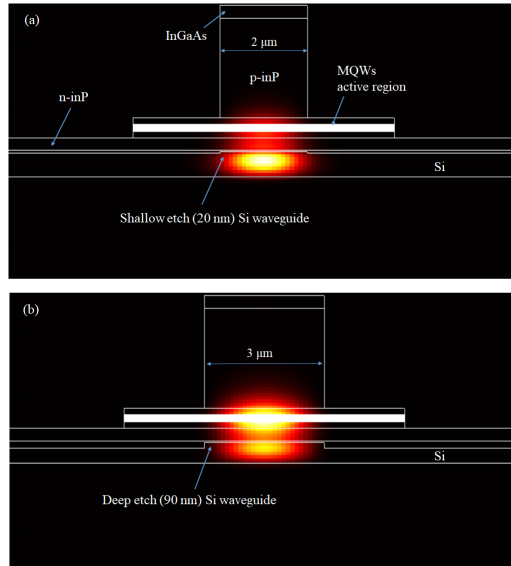 (a)
InGaAs
2 μm
p-inP
MQWs
active region
n-inP
Si
Shallow etch (20 nm) Si waveguide
(b)
3 μm
Si
Deep etch (90 nm) Si waveguide